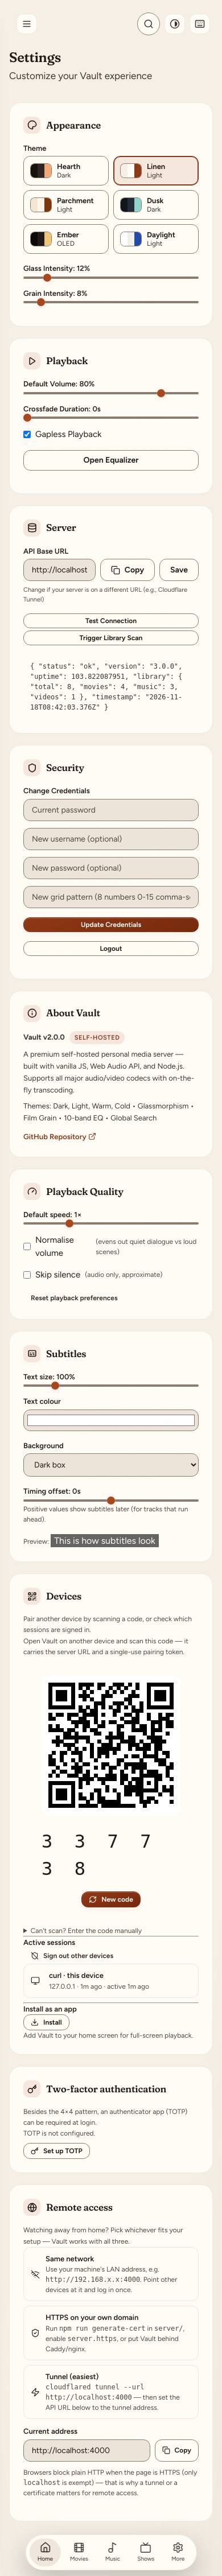 Settings
Customize your Vault experience
Appearance
Theme
Hearth
Dark
Linen
Light
Parchment
Light
Dusk
Dark
Ember
OLED
Daylight
Light
Glass Intensity: 12%
Grain Intensity: 8%
Playback
Default Volume: 80%
Crossfade Duration: 0s
Gapless Playback
Open Equalizer
Server
API Base URL
http://localhost
Copy
Save
Change if your server is on a different URL (e.g., Cloudflare
Tunnel)
Test Connection
Trigger Library Scan
{ "status": "ok", "version": "3.0.0",
"uptime": 103.822087951, "library": {
"total": 8, "movies": 4, "music": 3,
"videos": 1 }, "timestamp": "2026-11-
18T08:42:03.376Z" }
Security
Change Credentials
Current password
New username (optional)
New password (optional)
New grid pattern (8 numbers 0-15 comma-s
Update Credentials
Logout
About Vault
Vault v2.0.0 SELF-HOSTED
A premium self-hosted personal media server —
built with vanilla JS, Web Audio API, and Node.js.
Supports all major audio/video codecs with on-the-
fly transcoding.
Themes: Dark, Light, Warm, Cold • Glassmorphism •
Film Grain • 10-band EQ • Global Search
GitHub Repository
Playback Quality
Default speed: 1×
Normalise
volume
(evens out quiet dialogue vs loud
scenes)
Skip silence (audio only, approximate)
Reset playback preferences
Subtitles
Text size: 100%
Text colour
Background
Dark box
Timing offset: 0s
Positive values show subtitles later (for tracks that run
ahead).
Preview: This is how subtitles look
Devices
Pair another device by scanning a code, or check which
sessions are signed in.
Open Vault on another device and scan this code — it
carries the server URL and a single-use pairing token.
3 3 7 7
3 8
New code
Can't scan? Enter the code manually
Active sessions
Sign out other devices
curl · this device
127.0.0.1 · 1m ago · active 1m ago
Install as an app
Install
Add Vault to your home screen for full-screen playback.
Two-factor authentication
Besides the 4×4 pattern, an authenticator app (TOTP)
can be required at login.
TOTP is not configured.
Set up TOTP
Remote access
Watching away from home? Pick whichever fits your
setup — Vault works with all three.
Same network
Use your machine's LAN address, e.g.
http://192.168.x.x:4000. Point other
devices at it and log in once.
HTTPS on your own domain
Run npm run generate-cert in server/,
enable server.https, or put Vault behind
Caddy/nginx.
Tunnel (easiest)
cloudflared tunnel --url
http://localhost:4000 — then set the
API URL below to the tunnel address.
Current address
http://localhost:4000
Copy
Browsers block plain HTTP when the page is HTTPS (only
localhost is exempt) — that is why a tunnel or a
certificate matters for remote access.
Home
Movies
Music
Shows
More